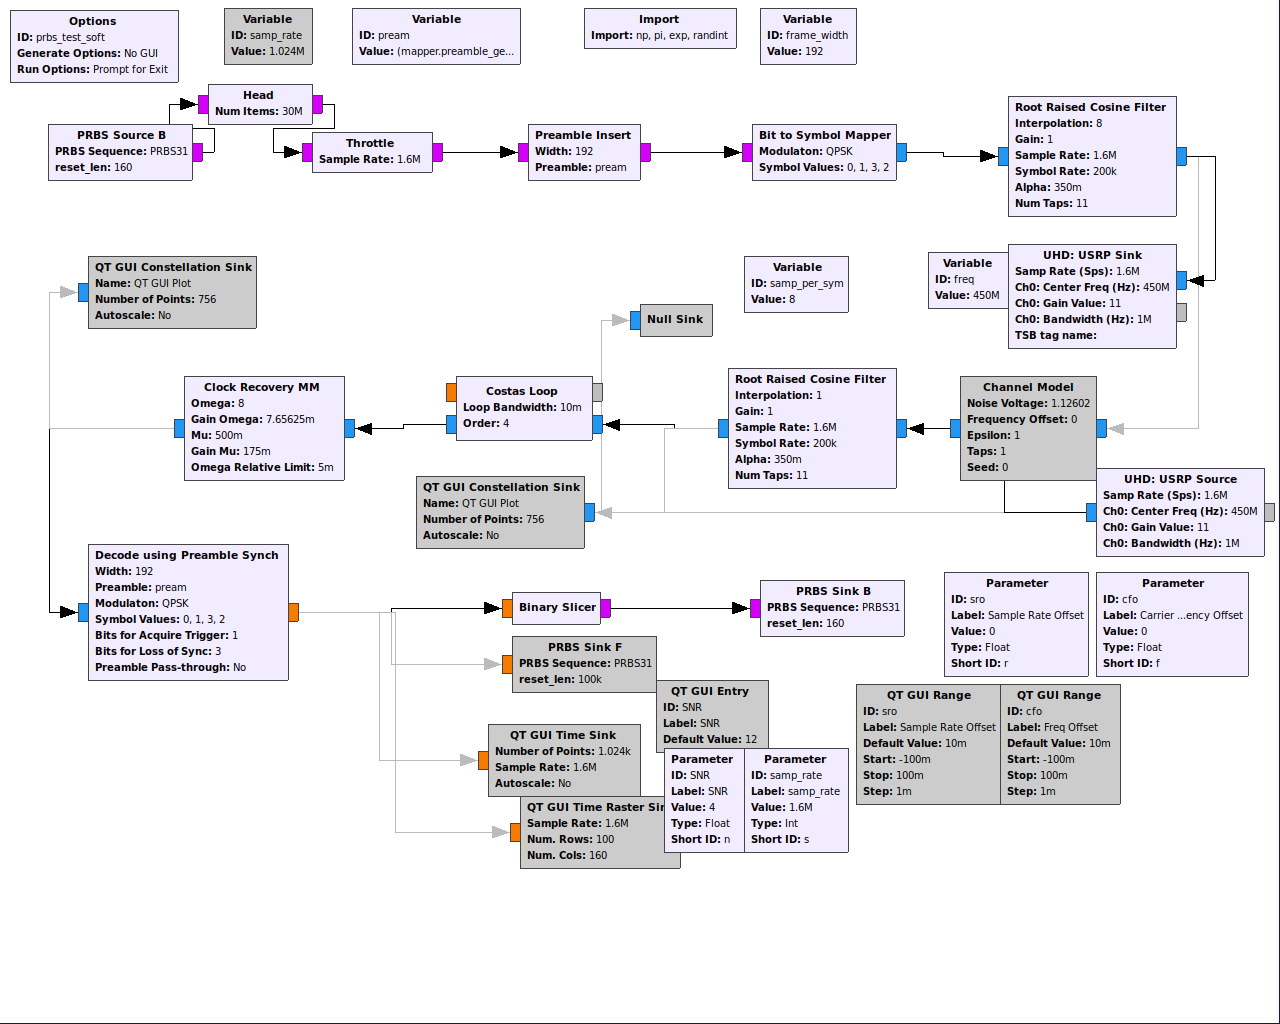 Options
ID: prbs_test_soft
Generate Options: No GUI
Run Options: Prompt for Exit
Variable
ID: samp_rate
Value: 1.024M
Variable
ID: pream
Value: (mapper.preamble_ge...
Import
Import: np, pi, exp, randint
Variable
ID: frame_width
Value: 192
Head
Num Items: 30M
PRBS Source B
PRBS Sequence: PRBS31
reset_len: 160
Throttle
Sample Rate: 1.6M
Preamble Insert
Width: 192
Preamble: pream
Bit to Symbol Mapper
Modulaton: QPSK
Symbol Values: 0, 1, 3, 2
Root Raised Cosine Filter
Interpolation: 8
Gain: 1
Sample Rate: 1.6M
Symbol Rate: 200k
Alpha: 350m
Num Taps: 11
QT GUI Constellation Sink
Name: QT GUI Plot
Number of Points: 756
Autoscale: No
Variable
ID: samp_per_sym
Value: 8
Variable
ID: freq
Value: 450M
UHD: USRP Sink
Samp Rate (Sps): 1.6M
Ch0: Center Freq (Hz): 450M
Ch0: Gain Value: 11
Ch0: Bandwidth (Hz): 1M
TSB tag name:
Null Sink
Clock Recovery MM
Omega: 8
Gain Omega: 7.65625m
Mu: 500m
Gain Mu: 175m
Omega Relative Limit: 5m
Costas Loop
Loop Bandwidth: 10m
Order: 4
Root Raised Cosine Filter
Interpolation: 1
Gain: 1
Sample Rate: 1.6M
Symbol Rate: 200k
Alpha: 350m
Num Taps: 11
Channel Model
Noise Voltage: 1.12602
Frequency Offset: 0
Epsilon: 1
Taps: 1
Seed: 0
QT GUI Constellation Sink
Name: QT GUI Plot
Number of Points: 756
Autoscale: No
UHD: USRP Source
Samp Rate (Sps): 1.6M
Ch0: Center Freq (Hz): 450M
Ch0: Gain Value: 11
Ch0: Bandwidth (Hz): 1M
Decode using Preamble Synch
Width: 192
Preamble: pream
Modulaton: QPSK
Symbol Values: 0, 1, 3, 2
Bits for Acquire Trigger: 1
Bits for Loss of Sync: 3
Preamble Pass-through: No
Binary Slicer
PRBS Sink B
PRBS Sequence: PRBS31
reset_len: 160
Parameter
ID: sro
Label: Sample Rate Offset
Value: 0
Type: Float
Short ID: r
Parameter
ID: cfo
Label: Carrier ...ency Offset
Value: 0
Type: Float
Short ID: f
PRBS Sink F
PRBS Sequence: PRBS31
reset_len: 100k
QT GUI Entry
ID: SNR
Label: SNR
Default Value: 12
QT GUI Range
ID: sro
Label: Sample Rate Offset
Default Value: 10m
Start: -100m
Stop: 100m
Step: 1m
QT GUI Range
ID: cfo
Label: Freq Offset
Default Value: 10m
Start: -100m
Stop: 100m
Step: 1m
QT GUI Time Sink
Number of Points: 1.024k
Sample Rate: 1.6M
Autoscale: No
Parameter
ID: SNR
Label: SNR
Value: 4
Type: Float
Short ID: n
Parameter
ID: samp_rate
Label: samp_rate
Value: 1.6M
Type: Int
Short ID: s
QT GUI Time Raster
Sample Rate: 1.6M
Num. Rows: 100
Num. Cols: 160